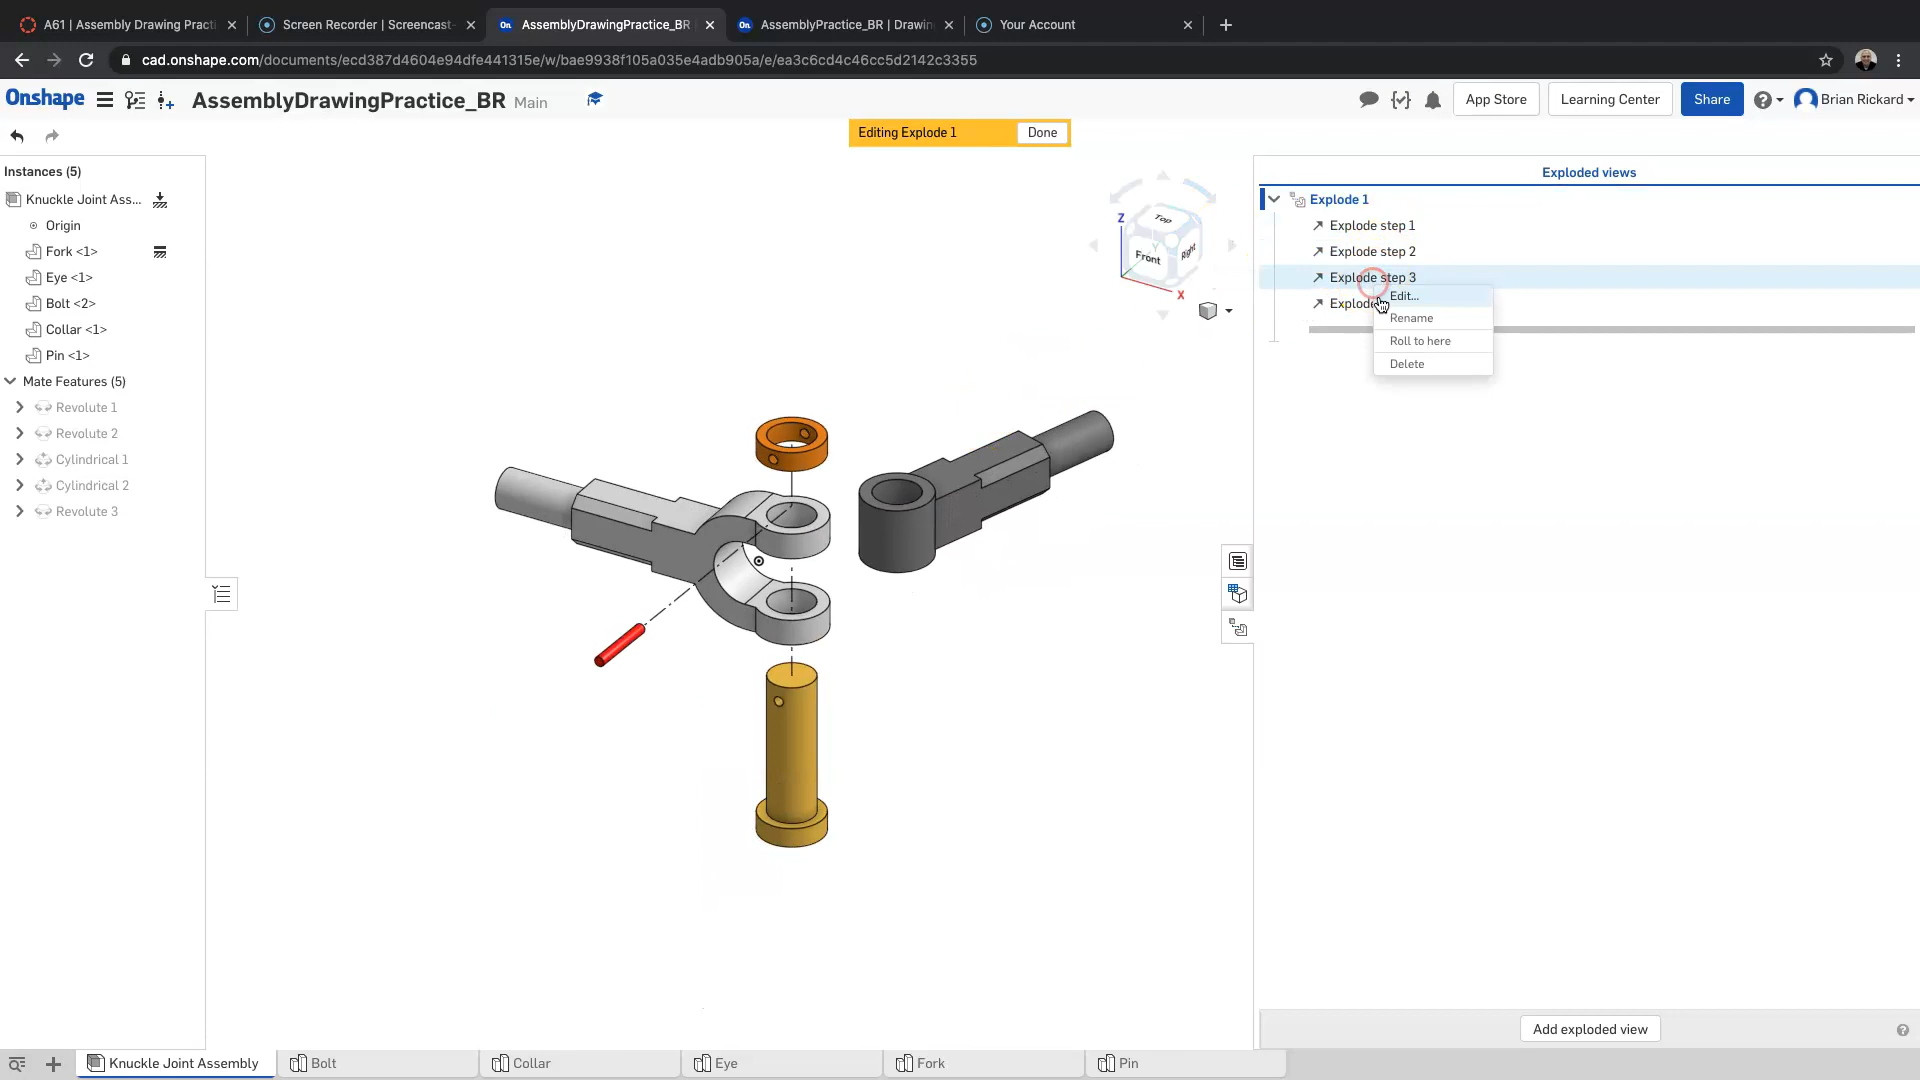 A61 | Assembly Drawing Practi
Screen Recorder | Screencast-
On AssemblyDrawingPractice_BR
On AssemblyPractice_BR | Drawin
Your Account
cad.onshape.com/documents/ecd387d4604e94dfe441315e/w/bae9938f105a035e4adb905a/e/ea3c6cd4c46cc5d2142c3355
Onshape
AssemblyDrawingPractice_BR Main
App Store
Learning Center
Share
Brian Rickard
Editing Explode 1
Done
Instances (5)
Knuckle Joint Ass...
Origin
Fork <1>
Eye <1>
Bolt <2>
Collar <1>
Pin <1>
Mate Features (5)
Revolute 1
Revolute 2
Cylindrical 1
Cylindrical 2
Revolute 3
Z
Top
Y
Front
Right
X
Exploded views
Explode 1
Explode step 1
Explode step 2
Explode step 3
Explode
Edit...
Rename
Roll to here
Delete
Add exploded view
Knuckle Joint Assembly
Bolt
Collar
Eye
Fork
Pin